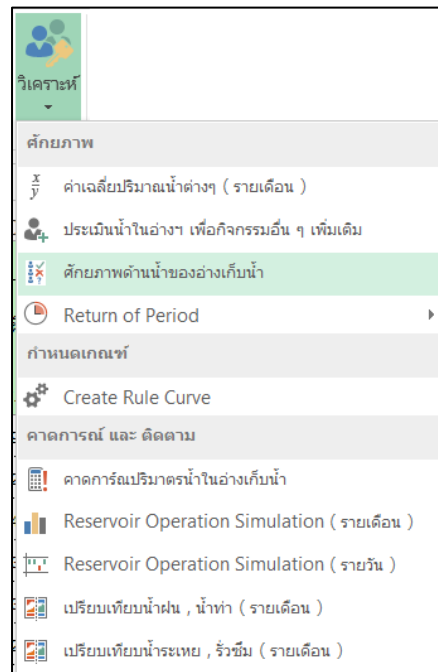 วิเคราะห์
ศักยภาพ
x
y
ค่าเฉลี่ยปริมาณน้ำต่างๆ ( รายเดือน )
ประเมินน้ำในอ่างฯ เพื่อกิจกรรมอื่น ๆ เพิ่มเติม
ศักยภาพด้านน้ำของอ่างเก็บน้ำ
Return of Period
กำหนดเกณฑ์
Create Rule Curve
คาดการณ์ และ ติดตาม
คาดการ์ณปริมาตรน้ำในอ่างเก็บน้ำ
Reservoir Operation Simulation ( รายเดือน )
Reservoir Operation Simulation ( รายวัน )
เปรียบเทียบน้ำฝน , น้ำท่า ( รายเดือน )
เปรียบเทียบน้ำระเหย , รั่วซึม ( รายเดือน )